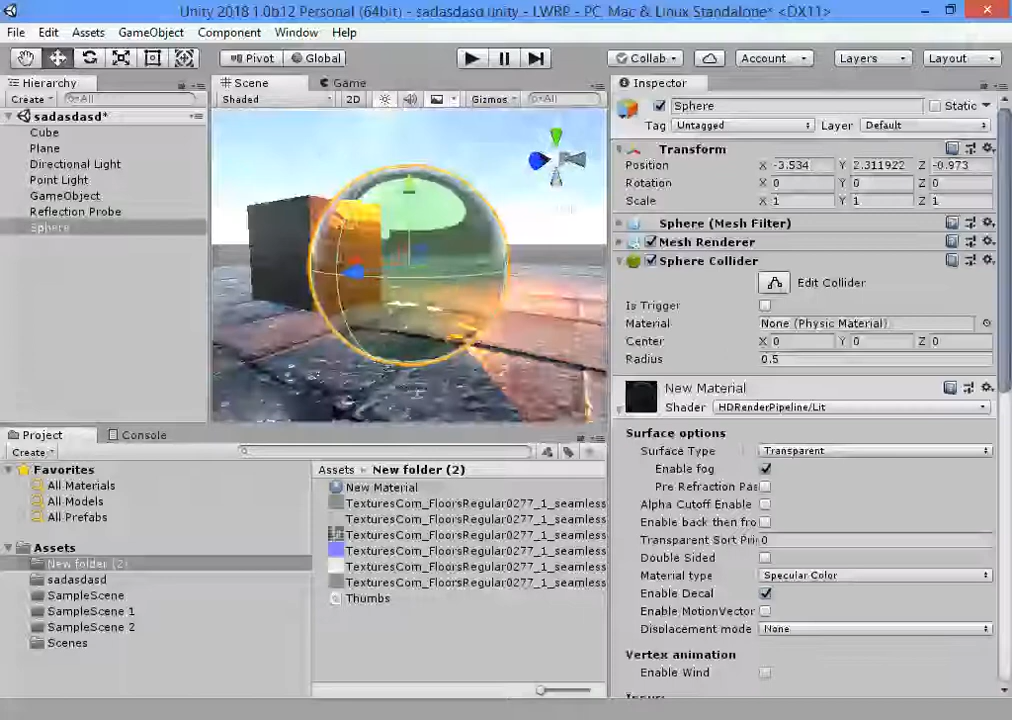 Unity 2018.1.0b12 Personal (64bit) - sadasdasd.unity - LWRP - PC, Mac & Linux Standalone* <DX11>
File Edit Assets GameObject Component Window Help
Pivot Global Collab Account Layers Layout
Hierarchy
Create All
sadasdasd*
Cube
Plane
Directional Light
Point Light
GameObject
Reflection Probe
Sphere
Scene Game
Shaded 2D Gizmos All
Inspector
Sphere Static
Tag Untagged Layer Default
Transform
Position X -3.534 Y 2.311922 Z -0.973
Rotation X 0 Y 0 Z 0
Scale X 1 Y 1 Z 1
Sphere (Mesh Filter)
Mesh Renderer
Sphere Collider
Edit Collider
Is Trigger
Material None (Physic Material)
Center X 0 Y 0 Z 0
Radius 0.5
New Material
Shader HDRenderPipeline/Lit
Surface options
Surface Type Transparent
Enable fog
Pre Refraction Pas
Alpha Cutoff Enable
Enable back then fro
Transparent Sort Pri 0
Double Sided
Material type Specular Color
Enable Decal
Enable MotionVector
Displacement mode None
Vertex animation
Enable Wind
Project Console
Create
Favorites
All Materials
All Models
All Prefabs
Assets
New folder (2)
sadasdasd
SampleScene
SampleScene 1
SampleScene 2
Scenes
Assets New folder (2)
New Material
TexturesCom_FloorsRegular0277_1_seamless
TexturesCom_FloorsRegular0277_1_seamless
TexturesCom_FloorsRegular0277_1_seamless
TexturesCom_FloorsRegular0277_1_seamless
TexturesCom_FloorsRegular0277_1_seamless
TexturesCom_FloorsRegular0277_1_seamless
Thumbs